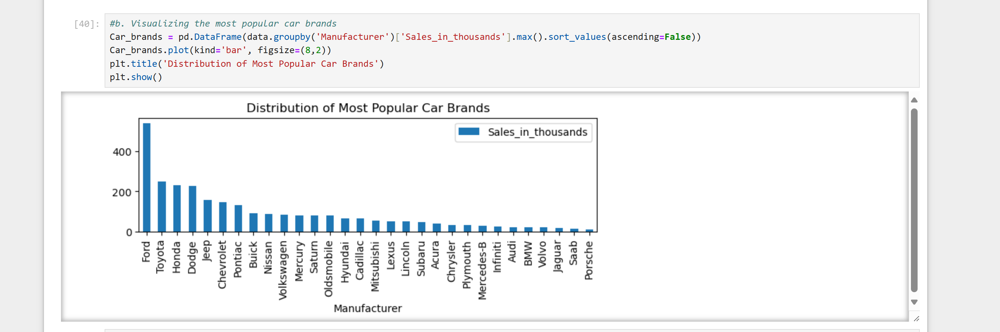 [40]:
#b. Visualizing the most popular car brands
Car_brands = pd.DataFrame(data.groupby('Manufacturer')['Sales_in_thousands'].max().sort_values(ascending=False))
Car_brands.plot(kind='bar', figsize=(8,2))
plt.title('Distribution of Most Popular Car Brands')
plt.show()
Distribution of Most Popular Car Brands
Sales_in_thousands
400
200
0
Ford
Toyota
Honda
Dodge
Jeep
Chevrolet
Pontiac
Buick
Nissan
Volkswagen
Mercury
Saturn
Oldsmobile
Hyundai
Cadillac
Mitsubishi
Lexus
Lincoln
Subaru
Acura
Chrysler
Plymouth
Mercedes-B
Infiniti
Audi
BMW
Volvo
Jaguar
Saab
Porsche
Manufacturer